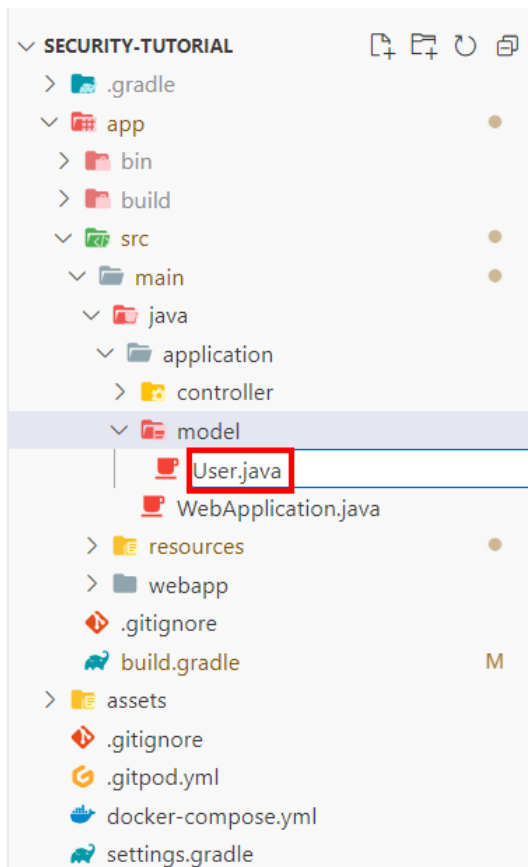 SECURITY-TUTORIAL
.gradle
app
bin
build
src
main
java
application
controller
model
User.java
WebApplication.java
resources
webapp
.gitignore
build.gradle M
assets
.gitignore
.gitpod.yml
docker-compose.yml
settings.gradle